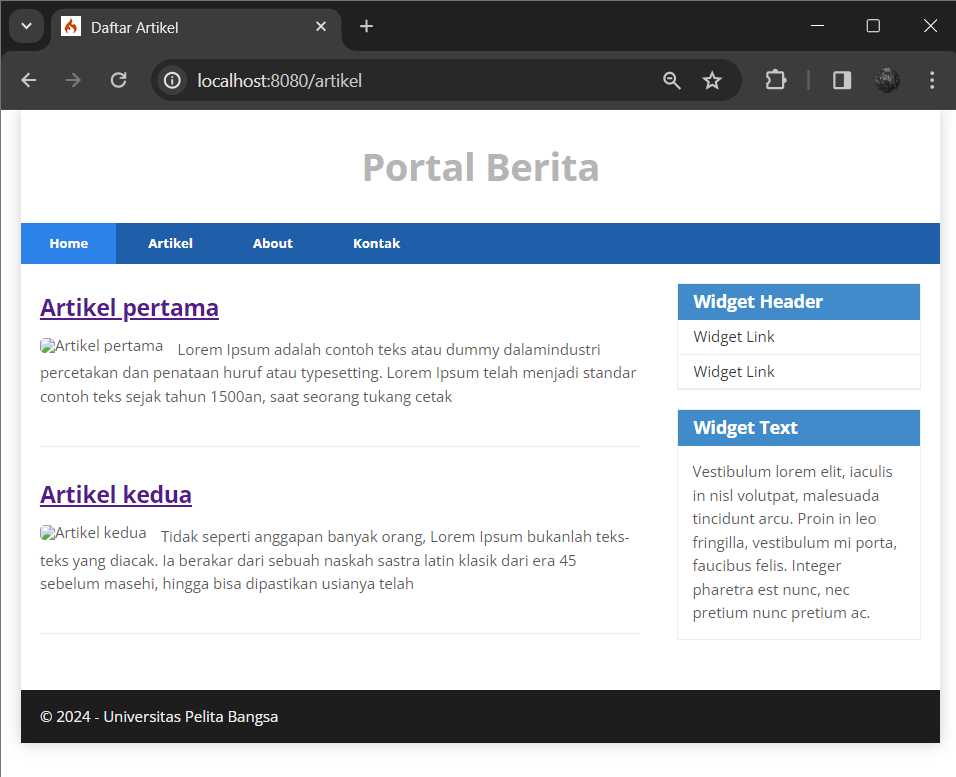 Daftar Artikel
localhost:8080/artikel
Portal Berita
Home Artikel About Kontak
Artikel pertama
Artikel pertama Lorem Ipsum adalah contoh teks atau dummy dalamindustri
percetakan dan penataan huruf atau typesetting. Lorem Ipsum telah menjadi standar
contoh teks sejak tahun 1500an, saat seorang tukang cetak
Artikel kedua
Artikel kedua Tidak seperti anggapan banyak orang, Lorem Ipsum bukanlah teks-
teks yang diacak. Ia berakar dari sebuah naskah sastra latin klasik dari era 45
sebelum masehi, hingga bisa dipastikan usianya telah
Widget Header
Widget Link
Widget Link
Widget Text
Vestibulum lorem elit, iaculis
in nisl volutpat, malesuada
tincidunt arcu. Proin in leo
fringilla, vestibulum mi porta,
faucibus felis. Integer
pharetra est nunc, nec
pretium nunc pretium ac.
© 2024 - Universitas Pelita Bangsa